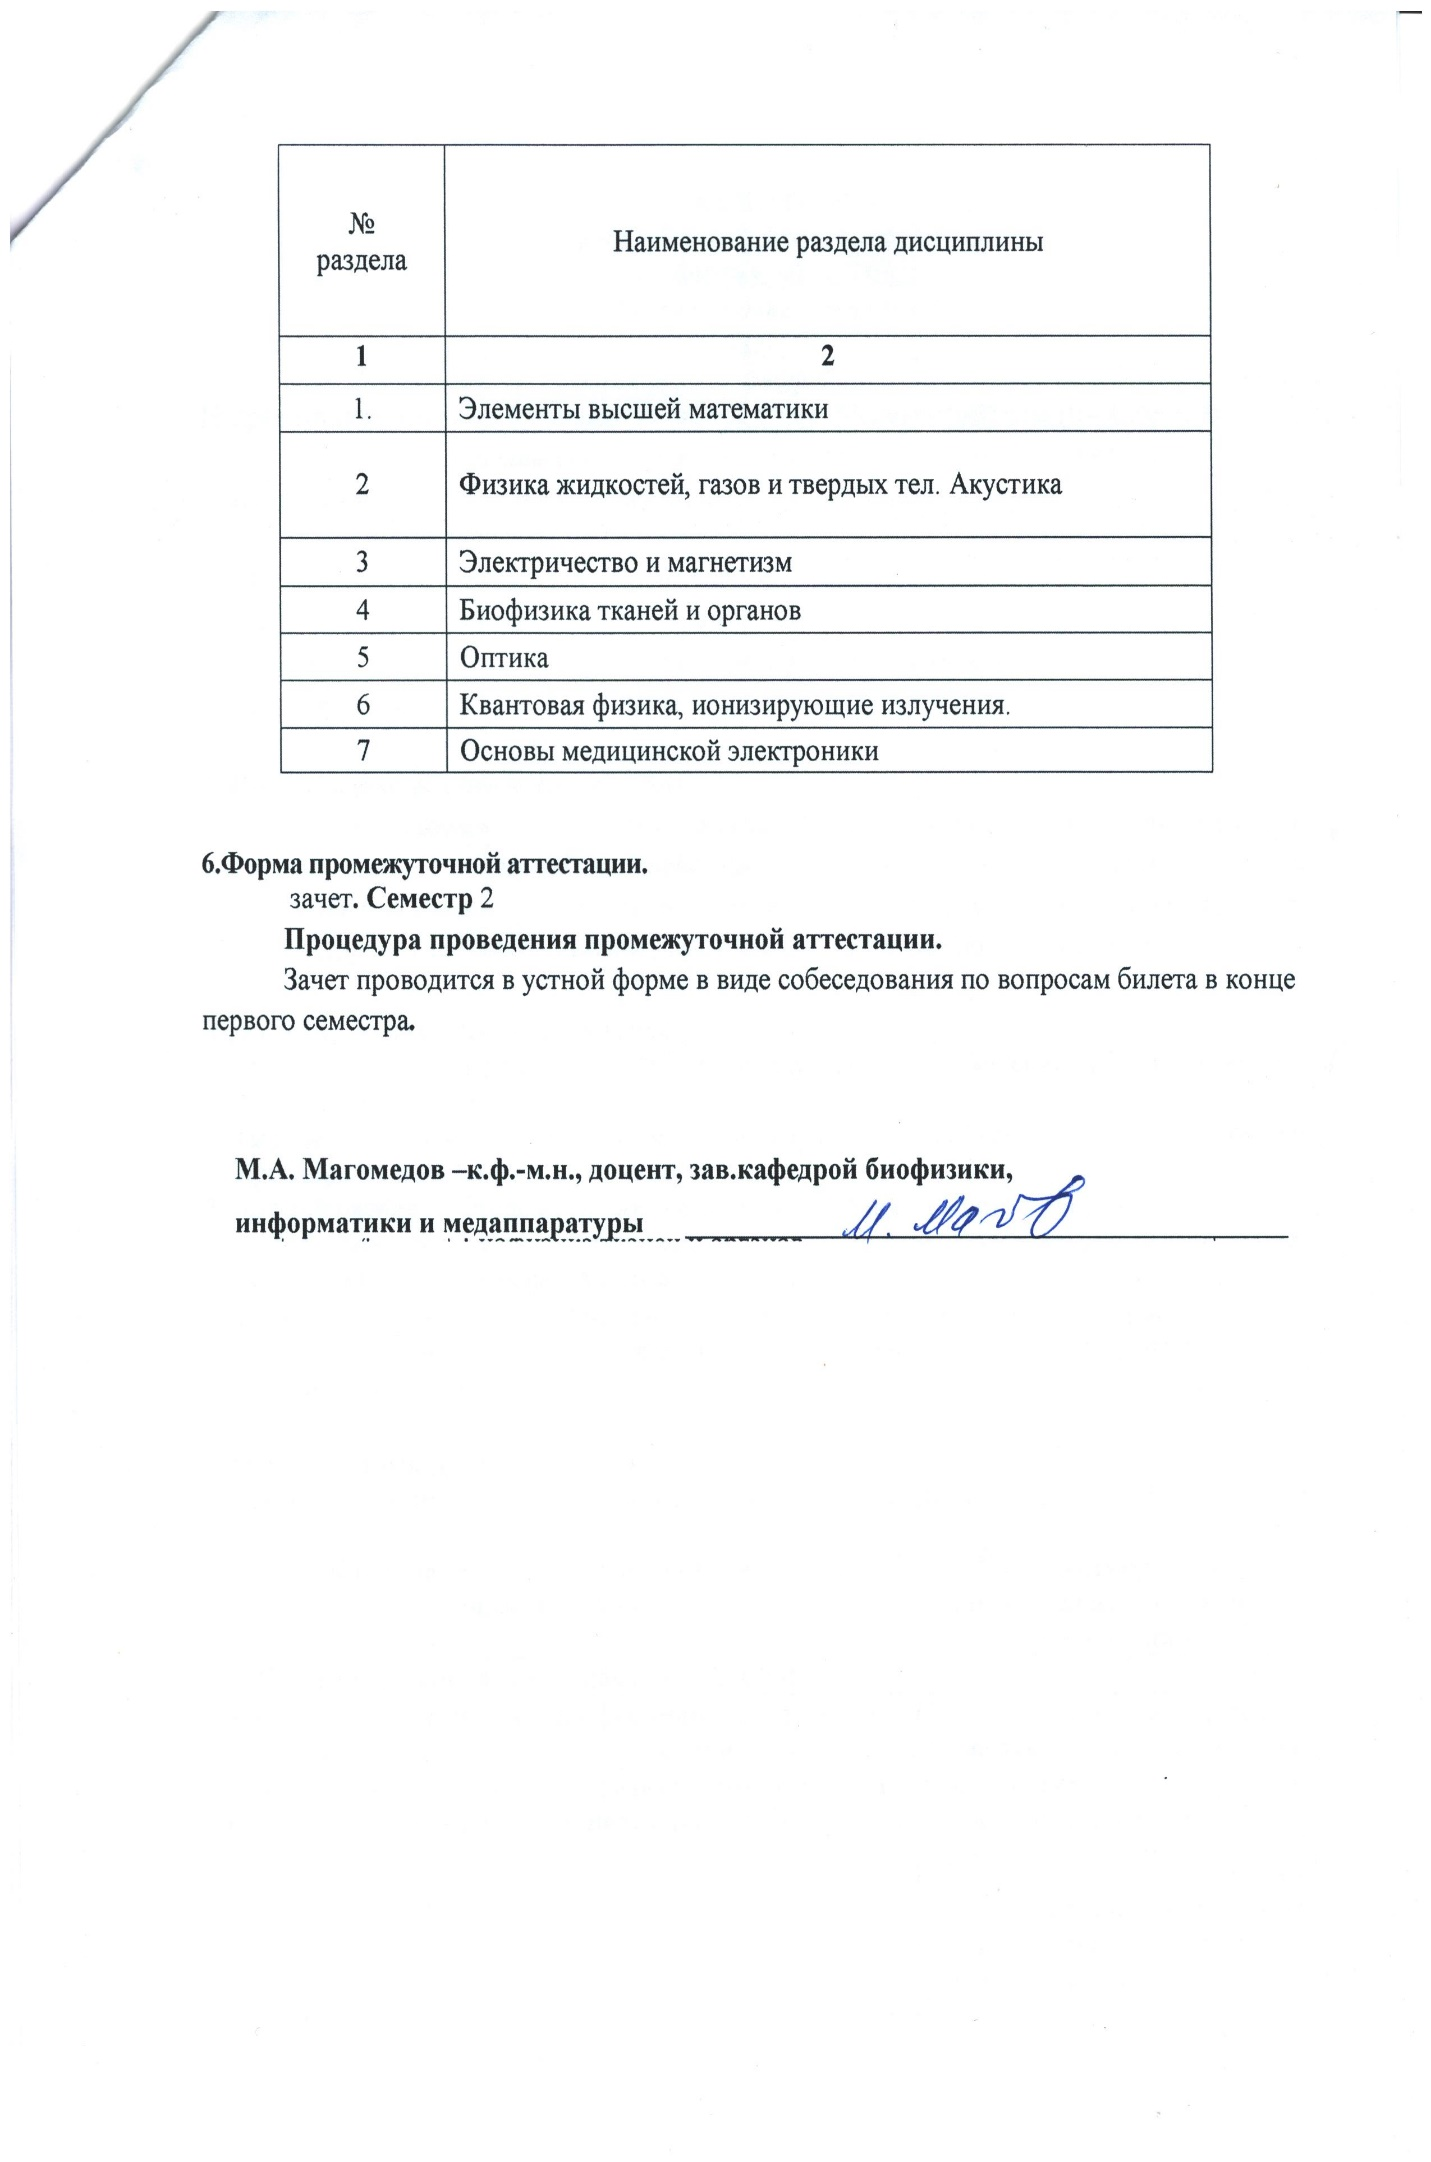 №
раздела
Наименование раздела дисциплины
1 2
1. Элементы высшей математики
2 Физика жидкостей, газов и твердых тел. Акустика
3 Электричество и магнетизм
4 Биофизика тканей и органов
5 Оптика
6 Квантовая физика, ионизирующие излучения.
7 Основы медицинской электроники
6.Форма промежуточной аттестации.
зачет. Семестр 2
Процедура проведения промежуточной аттестации.
Зачет проводится в устной форме в виде собеседования по вопросам билета в конце
первого семестра.
М.А. Магомедов –к.ф.-м.н., доцент, зав.кафедрой биофизики,
информатики и медаппаратуры